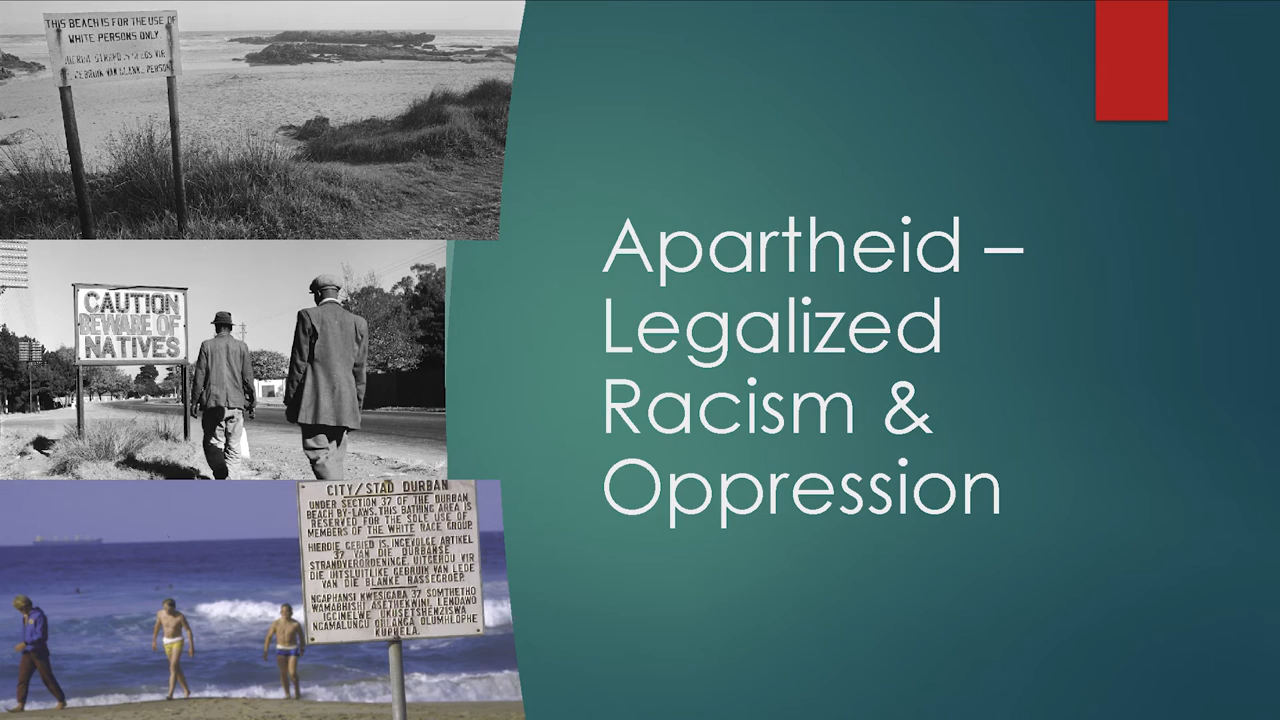 THIS BEACH IS FOR THE USE OF
WHITE PERSONS ONLY
GEBRUIK VAN BLANKE PERSON
CAUTION
BEWARE OF
NATIVES
CITY/STAD DURBAN
UNDER SECTION 37 OF THE DURBAN
BEACH BY-LAWS, THIS BATHING AREA IS
RESERVED FOR THE SOLE USE OF
MEMBERS OF THE WHITE RACE GROUP.
HIERDIE GEBIED IS, INGEVOLGE ARTIKEL
37 VAN DIE DURBANSE
STRANDVERORDENINGE, UITGEHOU VIR
DIE UITSLUITLIKE GEBRUIK VAN LEDE
VAN DIE BLANKE RASSEGROEP.
NGAPHANSI KWESIGABA 37 SOMTHETHO
WAMABHISHI ASETHEKWINI, LENDAWO
IGCINELWE UKUSETSHENZISWA
NGAMALUNGU OHLANGA OLUMHLOPHE
KUPHELA.
Apartheid –
Legalized
Racism &
Oppression